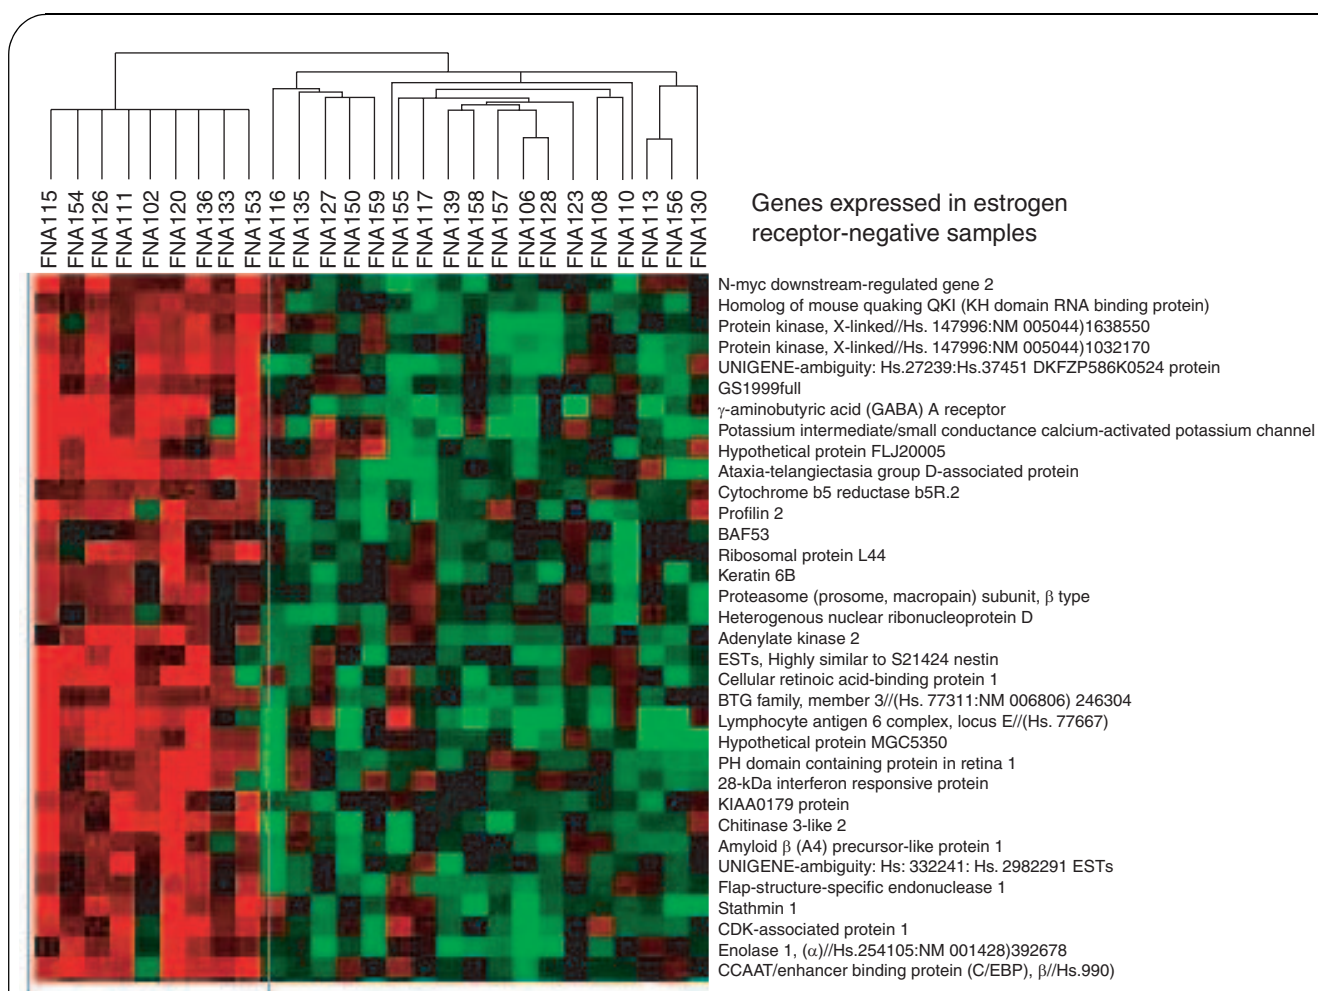 FNA115
FNA154
FNA126
FNA111
FNA102
FNA120
FNA136
FNA133
FNA153
FNA116
FNA135
FNA127
FNA150
FNA159
FNA155
FNA117
FNA139
FNA158
FNA157
FNA106
FNA128
FNA123
FNA108
FNA110
FNA113
FNA156
FNA130
Genes expressed in estrogen
receptor-negative samples
N-myc downstream-regulated gene 2
Homolog of mouse quaking QKI (KH domain RNA binding protein)
Protein kinase, X-linked//Hs. 147996:NM 005044)1638550
Protein kinase, X-linked//Hs. 147996:NM 005044)1032170
UNIGENE-ambiguity: Hs.27239:Hs.37451 DKFZP586K0524 protein
GS1999full
γ-aminobutyric acid (GABA) A receptor
Potassium intermediate/small conductance calcium-activated potassium channel
Hypothetical protein FLJ20005
Ataxia-telangiectasia group D-associated protein
Cytochrome b5 reductase b5R.2
Profilin 2
BAF53
Ribosomal protein L44
Keratin 6B
Proteasome (prosome, macropain) subunit, β type
Heterogenous nuclear ribonucleoprotein D
Adenylate kinase 2
ESTs, Highly similar to S21424 nestin
Cellular retinoic acid-binding protein 1
BTG family, member 3//(Hs. 77311:NM 006806) 246304
Lymphocyte antigen 6 complex, locus E//(Hs. 77667)
Hypothetical protein MGC5350
PH domain containing protein in retina 1
28-kDa interferon responsive protein
KIAA0179 protein
Chitinase 3-like 2
Amyloid β (A4) precursor-like protein 1
UNIGENE-ambiguity: Hs: 332241: Hs. 2982291 ESTs
Flap-structure-specific endonuclease 1
Stathmin 1
CDK-associated protein 1
Enolase 1, (α)//Hs.254105:NM 001428)392678
CCAAT/enhancer binding protein (C/EBP), β//Hs.990)